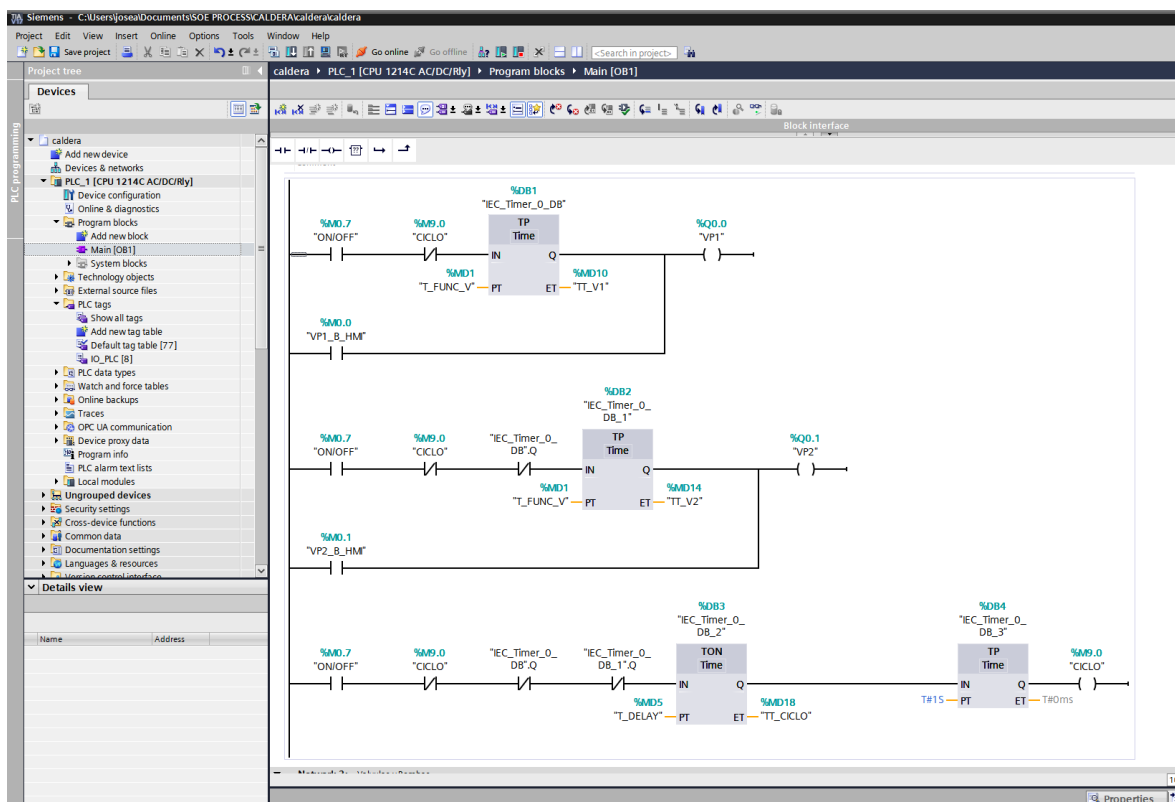 Siemens - C:\Users\josea\Documents\SOE PROCESS\CALDERA\caldera\caldera
Project Edit View Insert Online Options Tools Window Help
Save project
Go online
Go offline
<Search in project>
Project tree
caldera
PLC_1 [CPU 1214C AC/DC/Rly]
Program blocks
Main [OB1]
Devices
PLC programming
Block interface
caldera
Add new device
Devices & networks
PLC_1 [CPU 1214C AC/DC/Rly]
Device configuration
Online & diagnostics
Program blocks
Add new block
Main [OB1]
System blocks
Technology objects
External source files
PLC tags
Show all tags
Add new tag table
Default tag table [77]
IO_PLC [8]
PLC data types
Watch and force tables
Online backups
Traces
OPC UA communication
Device proxy data
Program info
PLC alarm text lists
Local modules
Ungrouped devices
Security settings
Cross-device functions
Common data
Documentation settings
Languages & resources
Version control interface
Details view
Name Address
%DB1
"IEC_Timer_0_DB"
%M0.7 %M9.0 TP %Q0.0
"ON/OFF" "CICLO" Time "VP1"
IN Q
%MD1 %MD10
"T_FUNC_V" PT ET "TT_V1"
%M0.0
"VP1_B_HMI"
%DB2
"IEC_Timer_0_
DB_1"
%M0.7 %M9.0 "IEC_Timer_0_ TP %Q0.1
"ON/OFF" "CICLO" DB".Q Time "VP2"
IN Q
%MD1 %MD14
"T_FUNC_V" PT ET "TT_V2"
%M0.1
"VP2_B_HMI"
%DB3 %DB4
"IEC_Timer_0_ "IEC_Timer_0_
DB_2" DB_3"
%M0.7 %M9.0 "IEC_Timer_0_ "IEC_Timer_0_ TON TP %M9.0
"ON/OFF" "CICLO" DB".Q DB_1".Q Time Time "CICLO"
IN Q IN Q
%MD5 %MD18 T#1S PT ET T#0ms
"T_DELAY" PT ET "TT_CICLO"
Properties